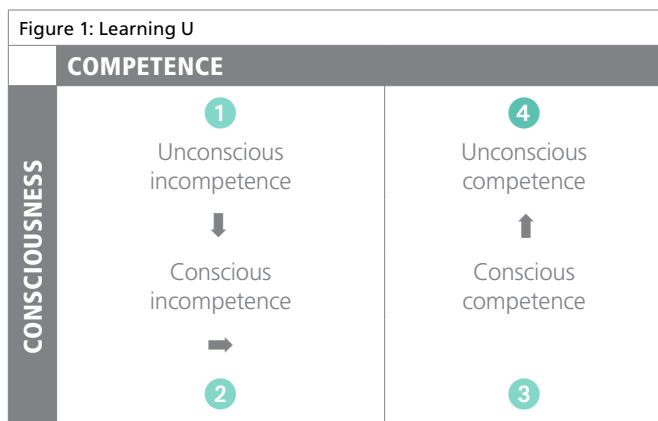 Figure 1: Learning U
COMPETENCE
CONSCIOUSNESS
1
Unconscious
incompetence
⬇
Conscious
incompetence
➡
2
4
Unconscious
competence
⬆
Conscious
competence
3